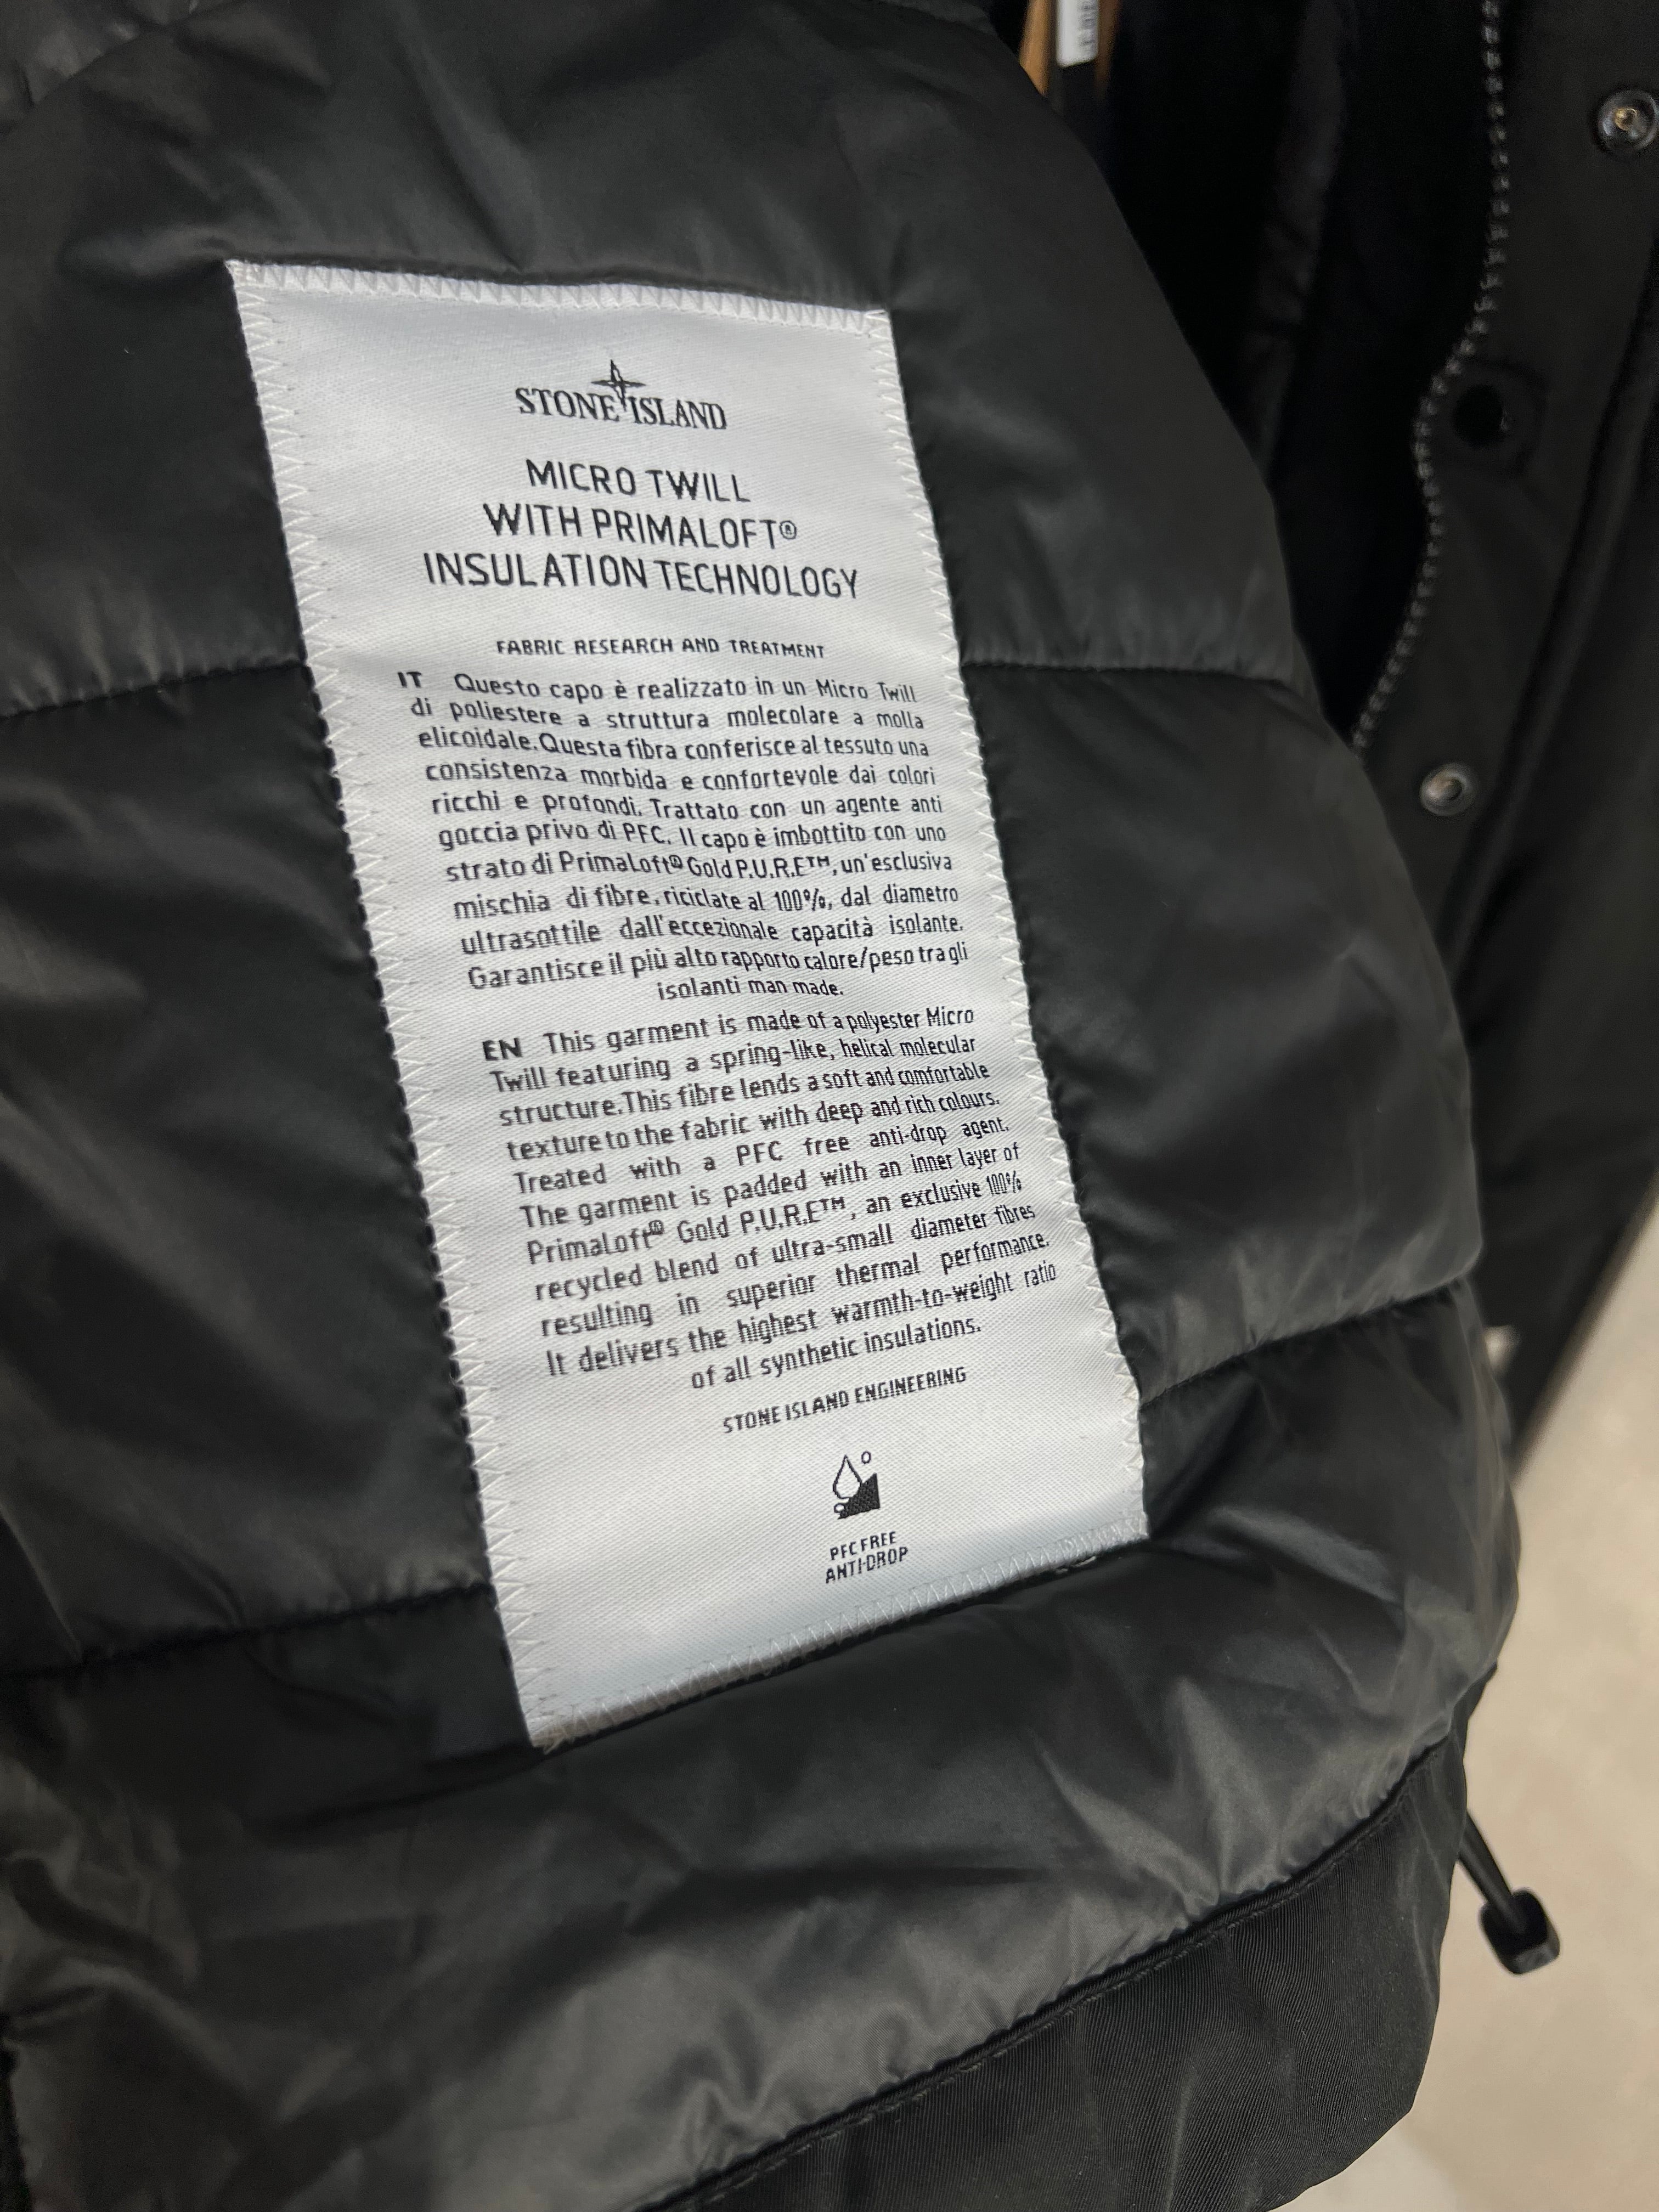 STONE ISLAND
MICRO TWILL
WITH PRIMALOFT®
INSULATION TECHNOLOGY
FABRIC RESEARCH AND TREATMENT
IT Questo capo è realizzato in un Micro Twill
di poliestere a struttura molecolare a molla
elicoidale. Questa fibra conferisce al tessuto una
consistenza morbida e confortevole dai colori
ricchi e profondi. Trattato con un agente anti
goccia privo di PFC. Il capo è imbottito con uno
strato di PrimaLoft® Gold P.U.R.E™, un'esclusiva
mischia di fibre, riciclate al 100%, dal diametro
ultrasottile dall'eccezionale capacità isolante.
Garantisce il più alto rapporto calore/peso tra gli
isolanti man made.
EN This garment is made of a polyester Micro
Twill featuring a spring-like, helical molecular
structure. This fibre lends a soft and comfortable
texture to the fabric with deep and rich colours.
Treated with a PFC free anti-drop agent.
The garment is padded with an inner layer of
PrimaLoft® Gold P.U.R.E™, an exclusive 100%
recycled blend of ultra-small diameter fibres
resulting in superior thermal performance.
It delivers the highest warmth-to-weight ratio
of all synthetic insulations.
STONE ISLAND ENGINEERING
PFC FREE
ANTI-DROP